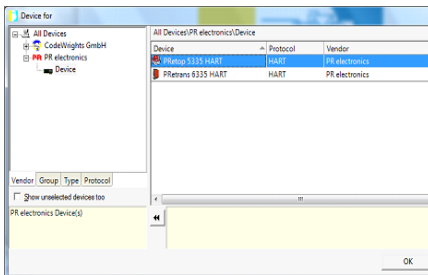 Device for
All Devices
CodeWrights GmbH
PR PR electronics
Device
Vendor Group Type Protocol
Show unselected devices too
PR electronics Device(s)
All Devices\PR electronics\Device
Device Protocol Vendor
PRetop 5335 HART HART PR electronics
PRetrans 6335 HART HART PR electronics
OK